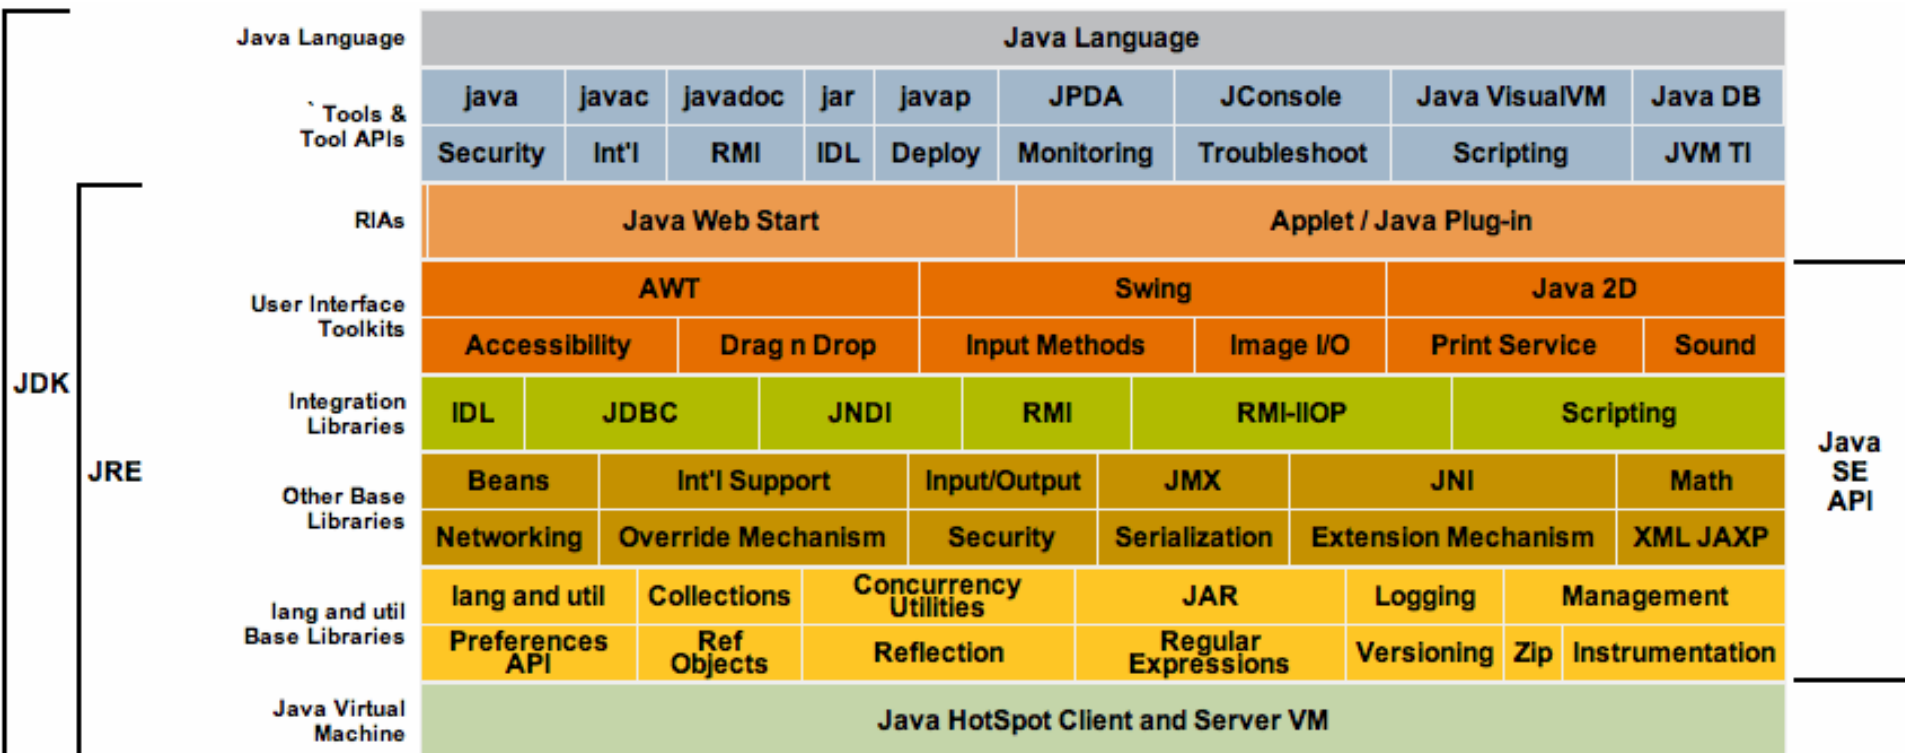 Java Language
Java Language
` Tools &
Tool APIs
java javac javadoc jar javap JPDA JConsole Java VisualVM Java DB
Security Int'l RMI IDL Deploy Monitoring Troubleshoot Scripting JVM TI
RIAs
Java Web Start Applet / Java Plug-in
User Interface
Toolkits
AWT Swing Java 2D
Accessibility Drag n Drop Input Methods Image I/O Print Service Sound
JDK
Integration
Libraries
IDL JDBC JNDI RMI RMI-IIOP Scripting
JRE
Java
SE
API
Other Base
Libraries
Beans Int'l Support Input/Output JMX JNI Math
Networking Override Mechanism Security Serialization Extension Mechanism XML JAXP
lang and util
Base Libraries
lang and util Collections Concurrency
Utilities JAR Logging Management
Preferences
API Ref
Objects Reflection Regular
Expressions Versioning Zip Instrumentation
Java Virtual
Machine
Java HotSpot Client and Server VM